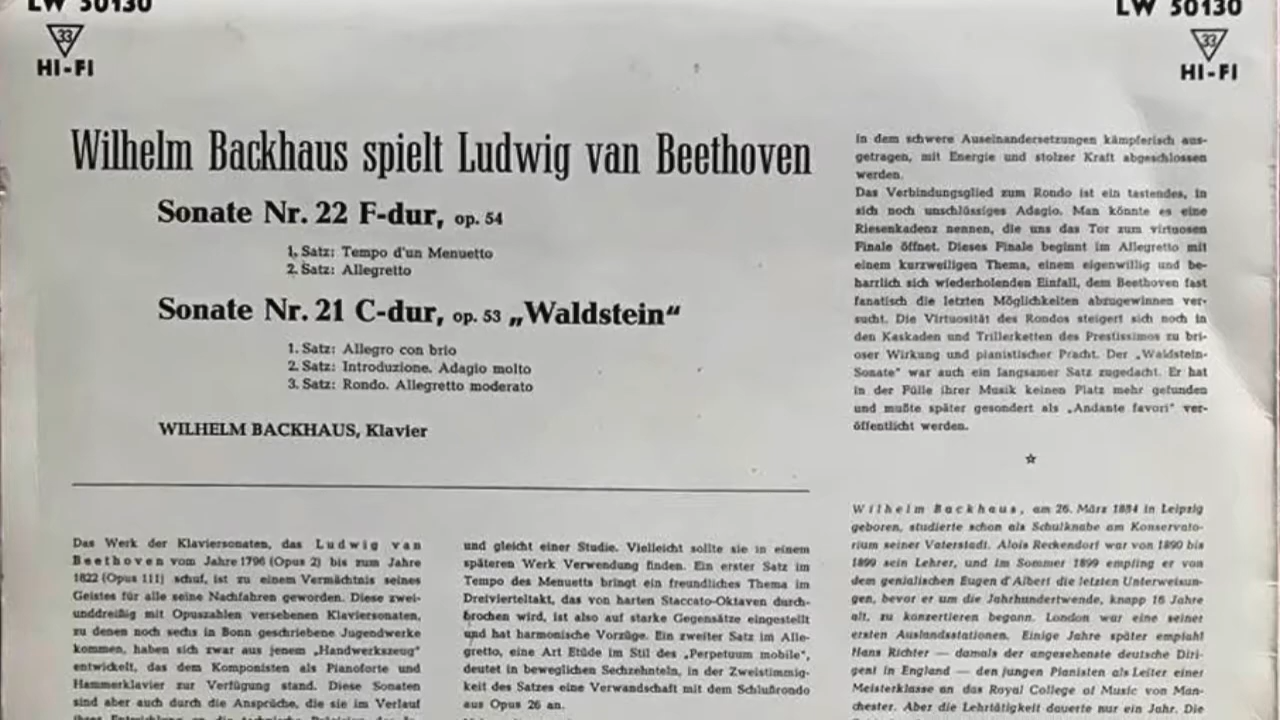 LW 50130
LW 50130
33
HI-FI
33
HI-FI
Wilhelm Backhaus spielt Ludwig van Beethoven
Sonate Nr. 22 F-dur, op. 54
1. Satz: Tempo d'un Menuetto
2. Satz: Allegretto
Sonate Nr. 21 C-dur, op. 53 „Waldstein“
1. Satz: Allegro con brio
2. Satz: Introduzione. Adagio molto
3. Satz: Rondo. Allegretto moderato
WILHELM BACKHAUS, Klavier
Das Werk der Klaviersonaten, das Ludwig van
Beethoven vom Jahre 1796 (Opus 2) bis zum Jahre
1822 (Opus 111) schuf, ist zu einem Vermächtnis seines
Geistes für alle seine Nachfahren geworden. Diese zwei-
unddreißig mit Opuszahlen versebenen Klaviersonaten,
zu denen noch sechs in Bonn geschriebene Jugendwerke
kommen, haben sich zwar aus jenem „Handwerkszeug“
entwickelt, das dem Komponisten als Pianoforte und
Hammerklavier zur Verfügung stand. Diese Sonaten
sind aber auch durch die Ansprüche, die sie im Verlauf
und gleicht einer Studie. Vielleicht sollte sie in einem
späteren Werk Verwendung finden. Ein erster Satz im
Tempo des Menuetts bringt ein freundliches Thema im
Dreivierteltakt, das von harten Staccato-Oktaven durch-
brochen wird, ist also auf starke Gegensätze eingestellt
und hat harmonische Vorzüge. Ein zweiter Satz im Alle-
gretto, eine Art Etüde im Stil des „Perpetuum mobile“,
deutet in beweglichen Sechzehnteln, in der Zweistimmig-
keit des Satzes eine Verwandschaft mit dem Schlußrondo
aus Opus 26 an.
In dem schwere Auseinandersetzungen kämpferisch aus-
getragen, mit Energie und stolzer Kraft abgeschlossen
werden.
Das Verbindungsglied zum Rondo ist ein tastendes, in
sich noch unschlüssiges Adagio. Man könnte es eine
Riesenkadenz nennen, die uns das Tor zum virtuosen
Finale öffnet. Dieses Finale beginnt im Allegretto mit
einem kurzweiligen Thema, einem eigenwillig und be-
harrlich sich wiederholenden Einfall, dem Beethoven fast
fanatisch die letzten Möglichkeiten abzugewinnen ver-
sucht. Die Virtuosität des Rondos steigert sich noch in
den Kaskaden und Trillerketten des Prestissimos zu bri-
oser Wirkung und pianistischer Pracht. Der „Waldstein-
Sonate“ war auch ein langsamer Satz zugedacht. Er hat
in der Fülle ihrer Musik keinen Platz mehr gefunden
und mußte später gesondert als „Andante favori“ ver-
öffentlicht werden.
Wilhelm Backhaus, am 26. März 1884 in Leipzig
geboren, studierte schon als Schulknabe am Konservato-
rium seiner Vaterstadt. Alois Reckendorf war von 1890 bis
1899 sein Lehrer, und im Sommer 1899 empfing er von
dem genialischen Eugen d'Albert die letzten Unterweisun-
gen, bevor er um die Jahrhundertwende, knapp 16 Jahre
alt, zu konzertieren begann. London war eine seiner
ersten Auslandsstationen. Einige Jahre später empfahl
Hans Richter — damals der angesehenste deutsche Diri-
gent in England — den jungen Pianisten als Leiter einer
Meisterklasse an das Royal College of Music von Man-
chester. Aber die Lehrtätigkeit dauerte nur ein Jahr. Die